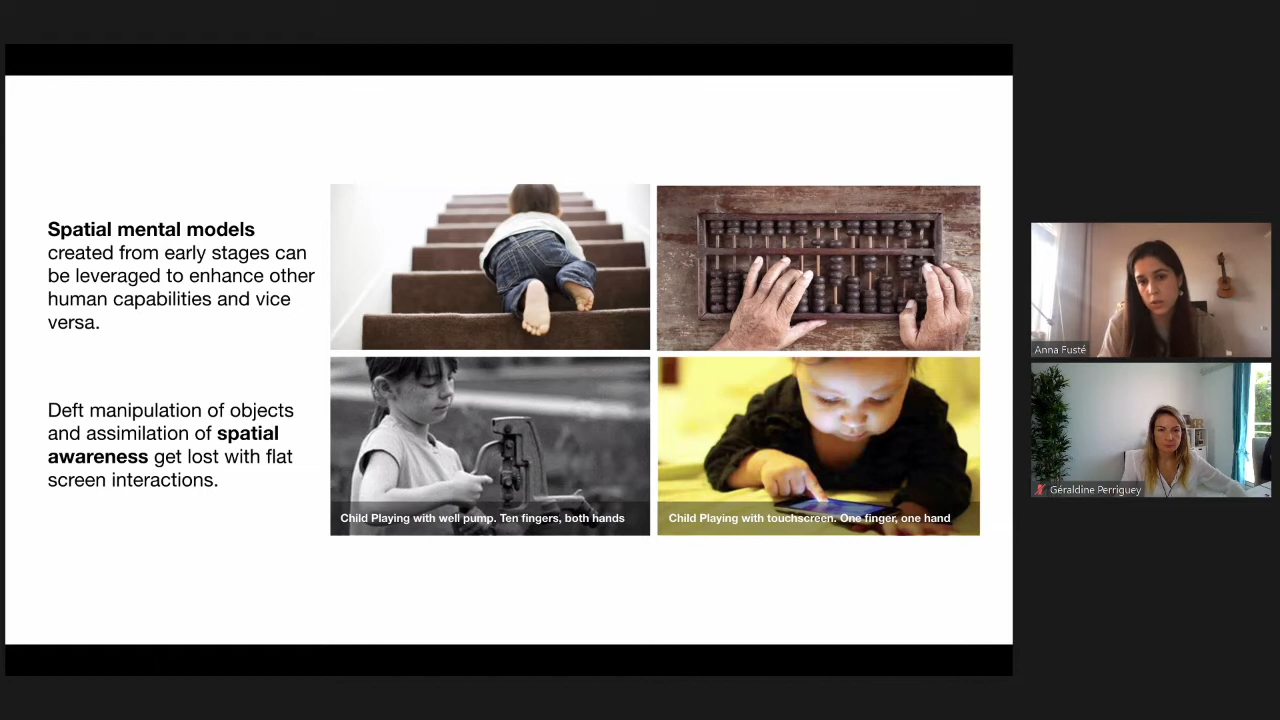 Spatial mental models
created from early stages can
be leveraged to enhance other
human capabilities and vice
versa.
Deft manipulation of objects
and assimilation of spatial
awareness get lost with flat
screen interactions.
Child Playing with well pump. Ten fingers, both hands
Child Playing with touchscreen. One finger, one hand
Anna Fusté
Géraldine Perriguey